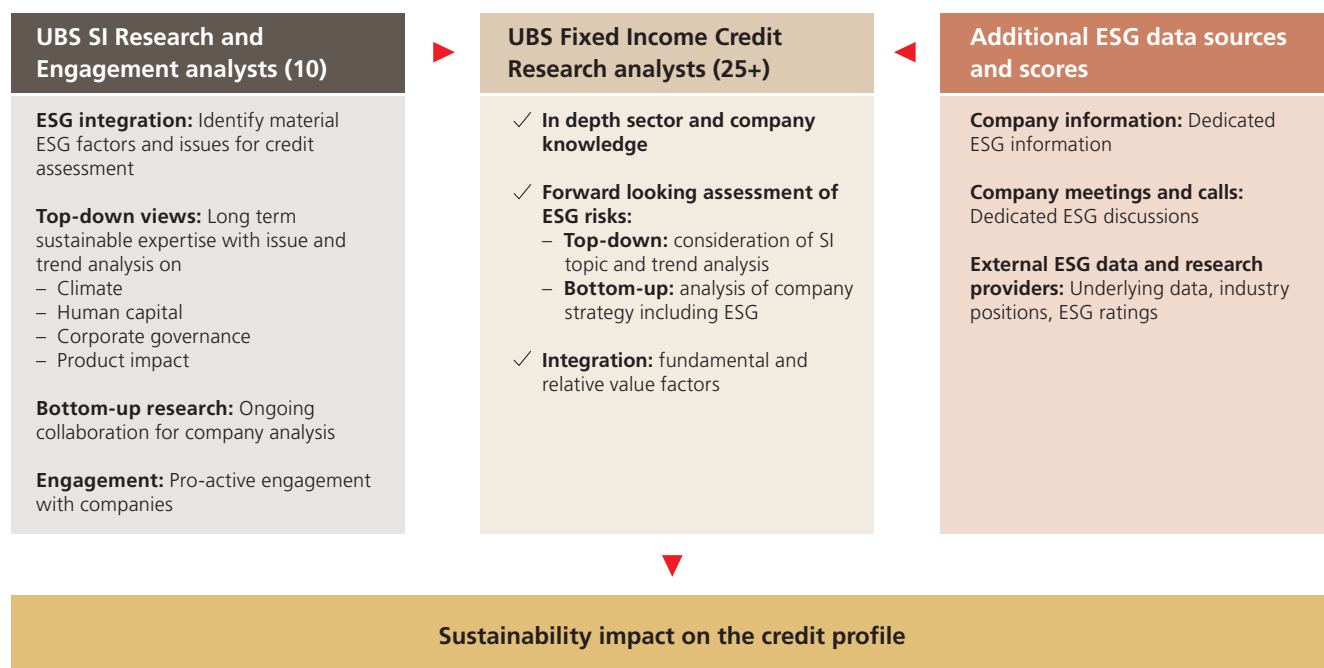 UBS SI Research and
Engagement analysts (10)
ESG integration: Identify material
ESG factors and issues for credit
assessment
Top-down views: Long term
sustainable expertise with issue and
trend analysis on
– Climate
– Human capital
– Corporate governance
– Product impact
Bottom-up research: Ongoing
collaboration for company analysis
Engagement: Pro-active engagement
with companies
UBS Fixed Income Credit
Research analysts (25+)
✓ In depth sector and company
knowledge
✓ Forward looking assessment of
ESG risks:
– Top-down: consideration of SI
topic and trend analysis
– Bottom-up: analysis of company
strategy including ESG
✓ Integration: fundamental and
relative value factors
Additional ESG data sources
and scores
Company information: Dedicated
ESG information
Company meetings and calls:
Dedicated ESG discussions
External ESG data and research
providers: Underlying data, industry
positions, ESG ratings
Sustainability impact on the credit profile